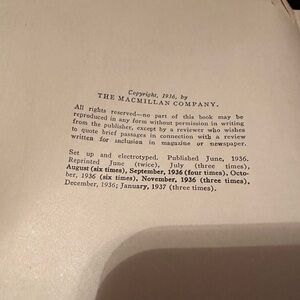 Copyright, 1936, by
THE MACMILLAN COMPANY.
All rights reserved—no part of this book may be
reproduced in any form without permission in writing
from the publisher, except by a reviewer who wishes
to quote brief passages in connection with a review
written for inclusion in magazine or newspaper.
Set up and electrotyped. Published June, 1936.
Reprinted June (twice), July (three times),
August (six times), September, 1936 (four times), Octo-
ber, 1936 (six times), November, 1936 (three times),
December, 1936; January, 1937 (three times).